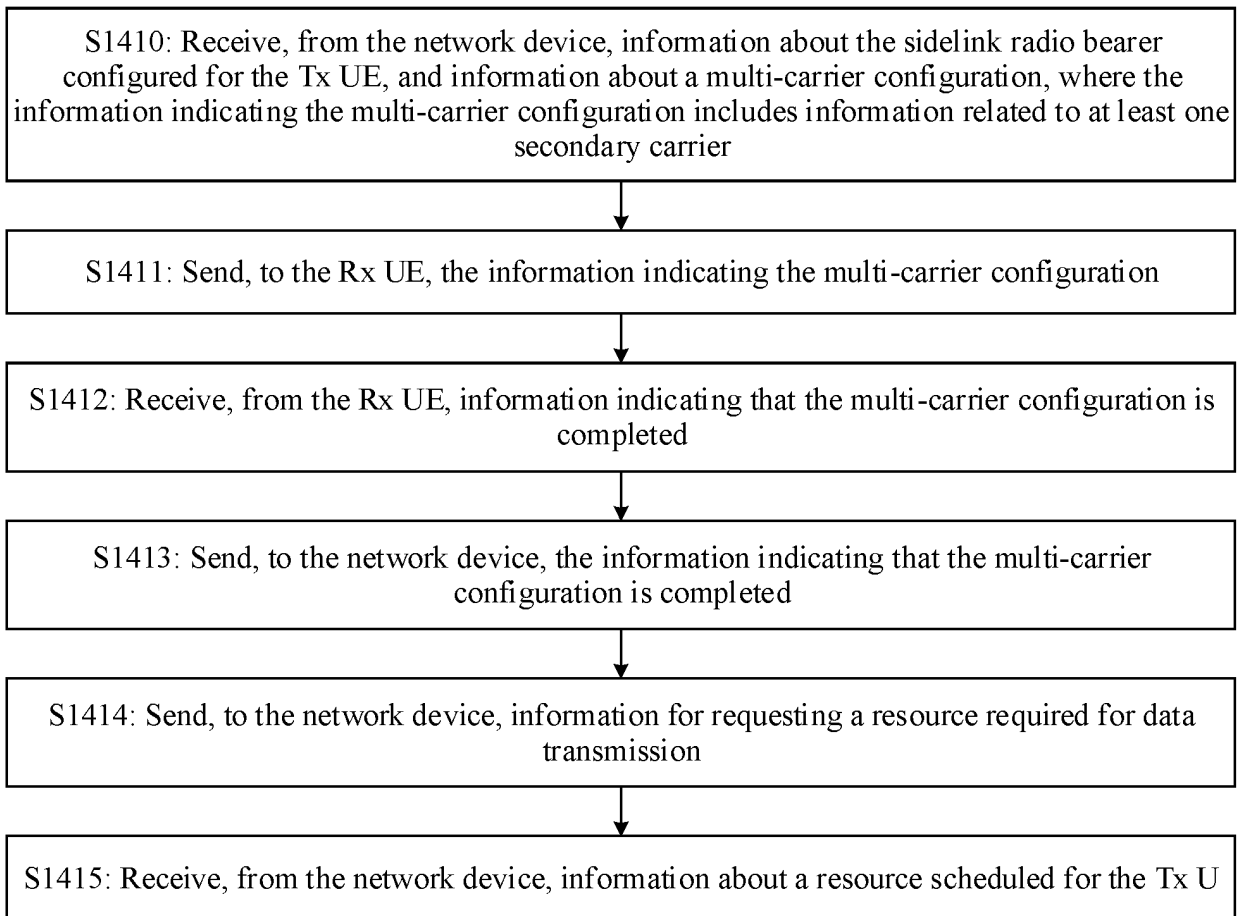 S1410: Receive, from the network device, information about the sidelink radio bearer
configured for the Tx UE, and information about a multi-carrier configuration, where the
information indicating the multi-carrier configuration includes information related to at least one
secondary carrier
S1411: Send, to the Rx UE, the information indicating the multi-carrier configuration
S1412: Receive, from the Rx UE, information indicating that the multi-carrier configuration is
completed
S1413: Send, to the network device, the information indicating that the multi-carrier
configuration is completed
S1414: Send, to the network device, information for requesting a resource required for data
transmission
S1415: Receive, from the network device, information about a resource scheduled for the Tx U